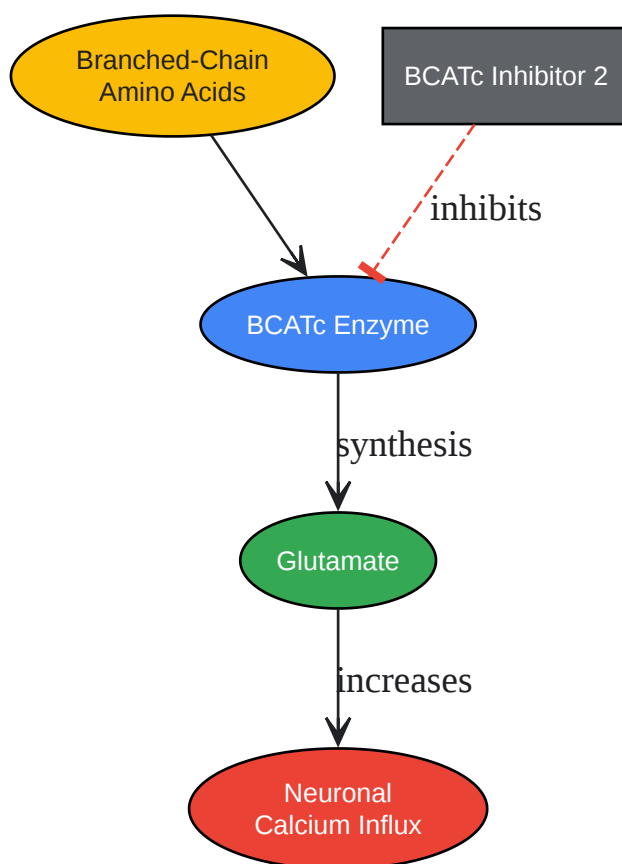 Branched-Chain
Amino Acids
BCATc Inhibitor 2
inhibits
BCATc Enzyme
synthesis
Glutamate
increases
Neuronal
Calcium Influx